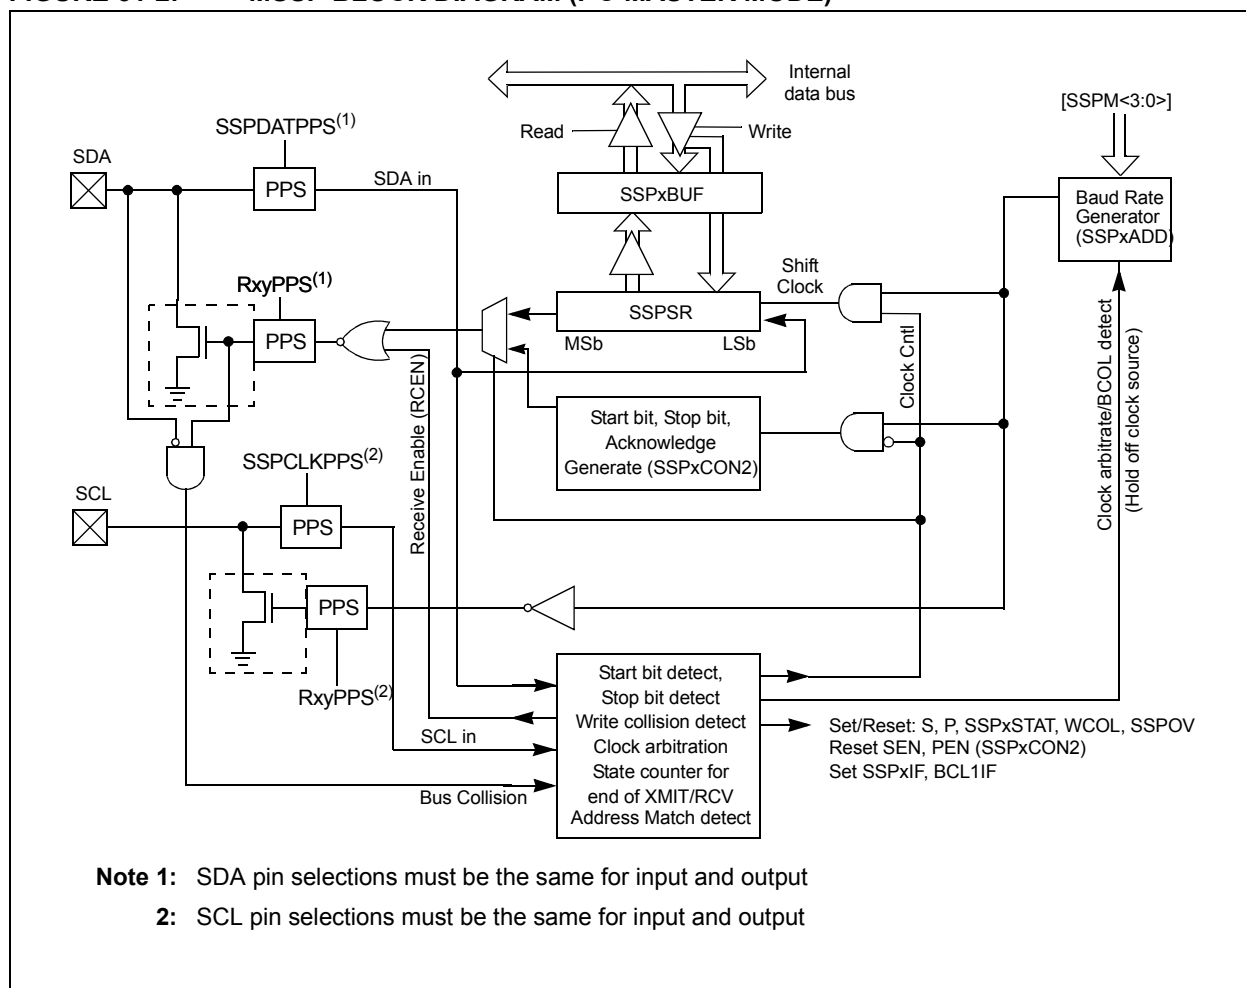 Internal
data bus
[SSPM<3:0>]
SSPDATPPS(1)
Read
Write
SDA
PPS
SDA in
SSPxBUF
Baud Rate
Generator
(SSPxADD)
Shift
Clock
RxyPPS(1)
SSPSR
PPS
MSb
LSb
Clock Cntl
Receive Enable (RCEN)
Clock arbitrate/BCOL detect
(Hold off clock source)
Start bit, Stop bit,
Acknowledge
Generate (SSPxCON2)
SSPCLKPPS(2)
SCL
PPS
PPS
RxyPPS(2)
SCL in
Bus Collision
Start bit detect,
Stop bit detect
Write collision detect
Clock arbitration
State counter for
end of XMIT/RCV
Address Match detect
Set/Reset: S, P, SSPxSTAT, WCOL, SSPOV
Reset SEN, PEN (SSPxCON2)
Set SSPxIF, BCL1IF
Note 1: SDA pin selections must be the same for input and output
2: SCL pin selections must be the same for input and output